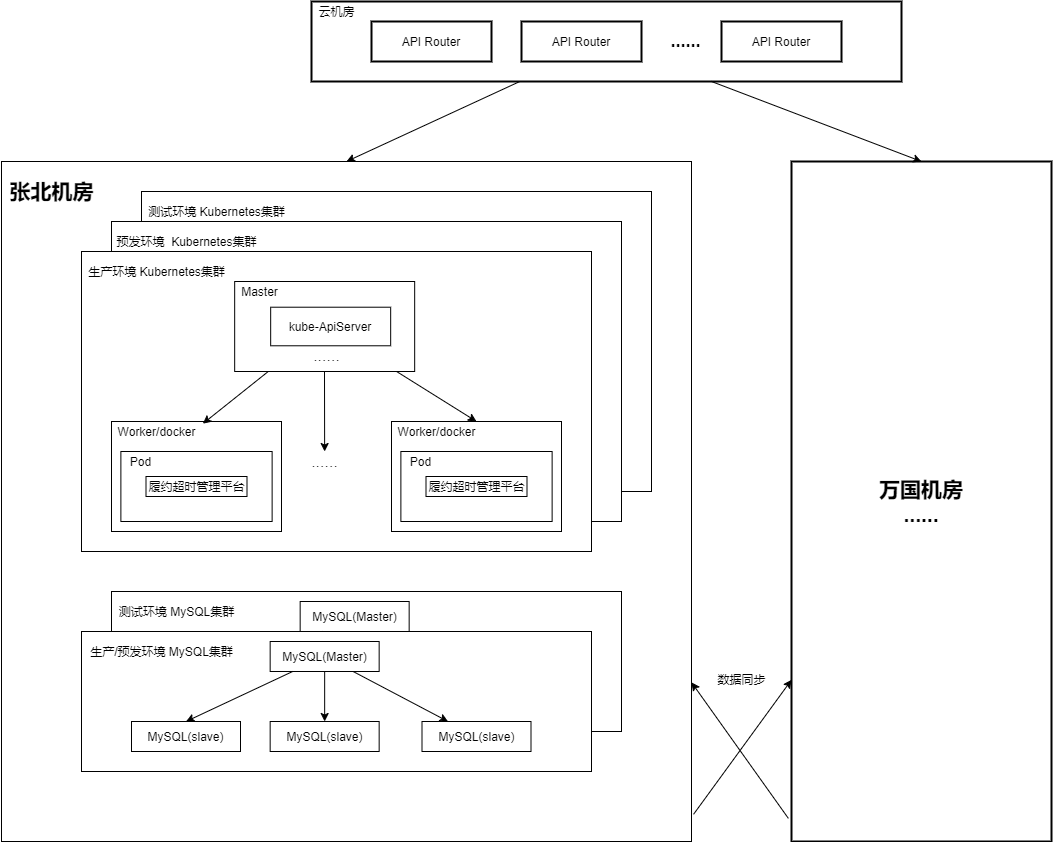 云机房
API Router
API Router
......
API Router
张北机房
测试环境 Kubernetes集群
预发环境  Kubernetes集群
生产环境 Kubernetes集群
Master
kube-ApiServer
......
Worker/docker
Pod
履约超时管理平台
......
Worker/docker
Pod
履约超时管理平台
万国机房
......
测试环境 MySQL集群
MySQL(Master)
生产/预发环境 MySQL集群
MySQL(Master)
MySQL(slave)
MySQL(slave)
MySQL(slave)
数据同步